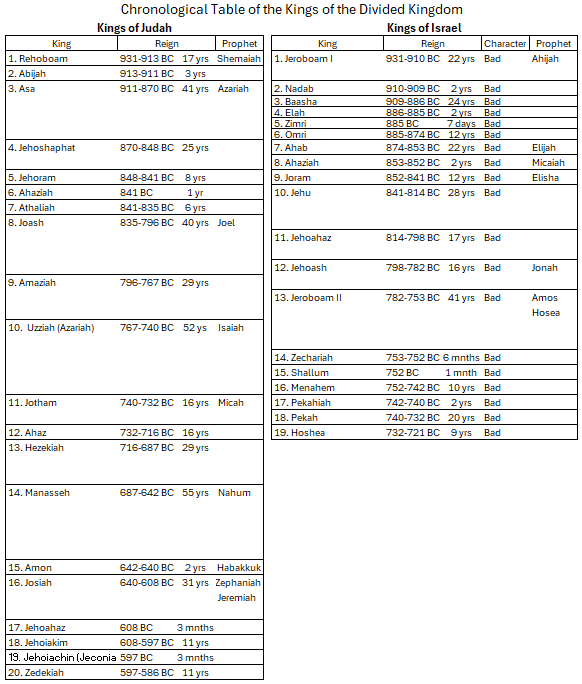 Chronological Table of the Kings of the Divided Kingdom
Kings of Judah
King Reign Prophet
1. Rehoboam 931-913 BC 17 yrs Shemaiah
2. Abijah 913-911 BC 3 yrs
3. Asa 911-870 BC 41 yrs Azariah
4. Jehoshaphat 870-848 BC 25 yrs
5. Jehoram 848-841 BC 8 yrs
6. Ahaziah 841 BC 1 yr
7. Athaliah 841-835 BC 6 yrs
8. Joash 835-796 BC 40 yrs Joel
9. Amaziah 796-767 BC 29 yrs
10. Uzziah (Azariah) 767-740 BC 52 ys Isaiah
11. Jotham 740-732 BC 16 yrs Micah
12. Ahaz 732-716 BC 16 yrs
13. Hezekiah 716-687 BC 29 yrs
14. Manasseh 687-642 BC 55 yrs Nahum
15. Amon 642-640 BC 2 yrs Habakkuk
16. Josiah 640-608 BC 31 yrs Zephaniah
Jeremiah
17. Jehoahaz 608 BC 3 mnths
18. Jehoiakim 608-597 BC 11 yrs
19. Jehoiachin (Jeconia 597 BC 3 mnths
20. Zedekiah 597-586 BC 11 yrs
Kings of Israel
King Reign Character Prophet
1. Jeroboam I 931-910 BC 22 yrs Bad Ahijah
2. Nadab 910-909 BC 2 yrs Bad
3. Baasha 909-886 BC 24 yrs Bad
4. Elah 886-885 BC 2 yrs Bad
5. Zimri 885 BC 7 days Bad
6. Omri 885-874 BC 12 yrs Bad
7. Ahab 874-853 BC 22 yrs Bad Elijah
8. Ahaziah 853-852 BC 2 yrs Bad Micaiah
9. Joram 852-841 BC 12 yrs Bad Elisha
10. Jehu 841-814 BC 28 yrs Bad
11. Jehoahaz 814-798 BC 17 yrs Bad
12. Jehoash 798-782 BC 16 yrs Bad Jonah
13. Jeroboam II 782-753 BC 41 yrs Bad Amos
Hosea
14. Zechariah 753-752 BC 6 mnths Bad
15. Shallum 752 BC 1 mnth Bad
16. Menahem 752-742 BC 10 yrs Bad
17. Pekahiah 742-740 BC 2 yrs Bad
18. Pekah 740-732 BC 20 yrs Bad
19. Hoshea 732-721 BC 9 yrs Bad